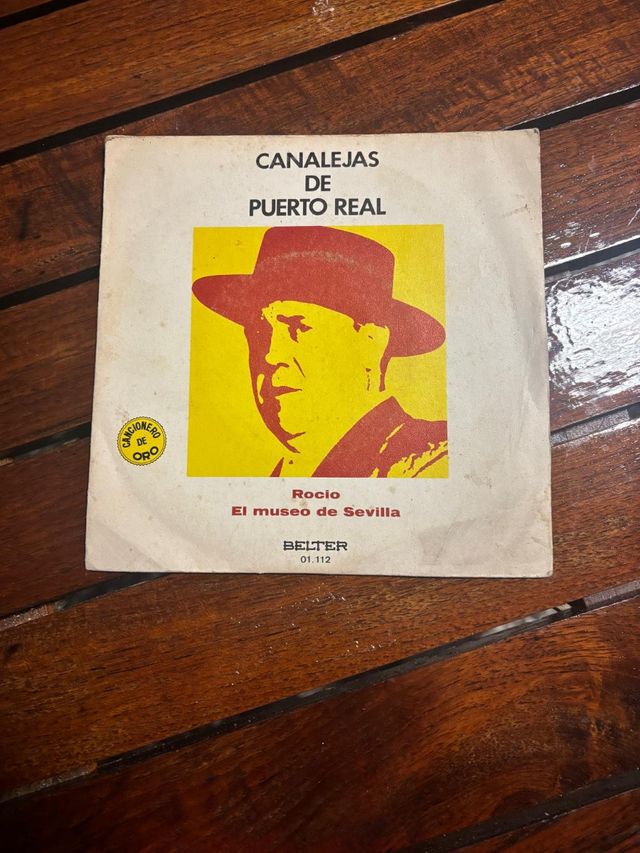 CANALEJAS
DE
PUERTO REAL
CANCIONERO
DE
ORO
Rocio
El museo de Sevilla
BELTER
01.112